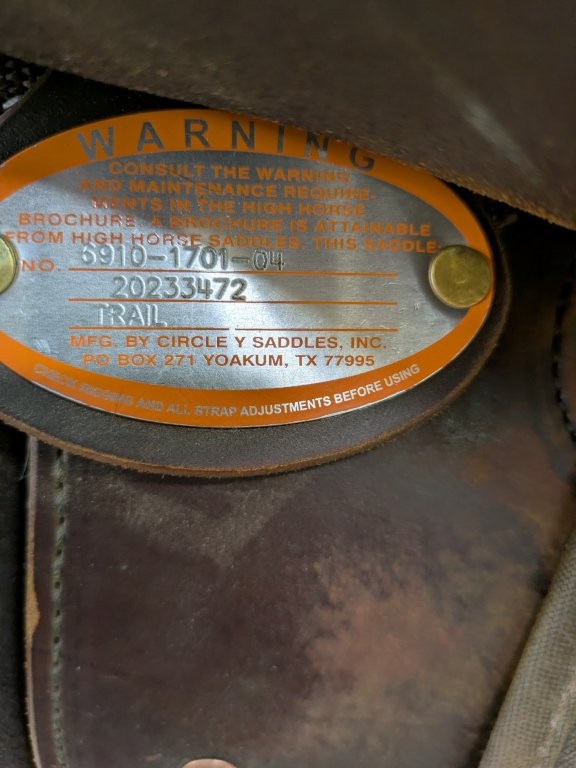 WARNING
CONSULT THE WARNING
AND MAINTENANCE REQUIRE-
MENTS IN THE HIGH HORSE
BROCHURE. A BROCHURE IS ATTAINABLE
FROM HIGH HORSE SADDLES. THIS SADDLE
NO. 6910-1701-04
20233472
TRAIL
MFG. BY CIRCLE Y SADDLES, INC.
PO BOX 271 YOAKUM, TX 77995
CHECK RIGGING AND ALL STRAP ADJUSTMENTS BEFORE USING